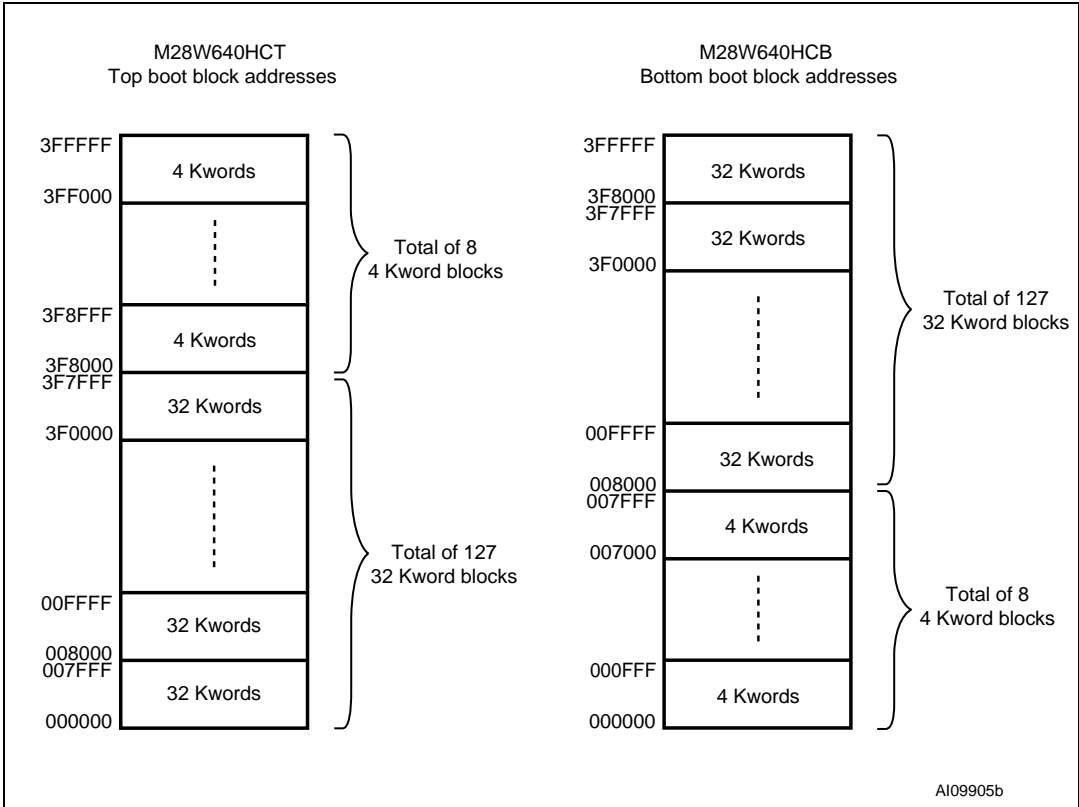 M28W640HCT
Top boot block addresses
3FFFFF
4 Kwords
3FF000
Total of 8
4 Kword blocks
3F8FFF
4 Kwords
3F8000
3F7FFF
32 Kwords
3F0000
Total of 127
32 Kword blocks
00FFFF
32 Kwords
008000
007FFF
32 Kwords
000000
M28W640HCB
Bottom boot block addresses
3FFFFF
32 Kwords
3F8000
3F7FFF
32 Kwords
3F0000
Total of 127
32 Kword blocks
00FFFF
32 Kwords
008000
007FFF
4 Kwords
007000
Total of 8
4 Kword blocks
000FFF
4 Kwords
000000
AI09905b